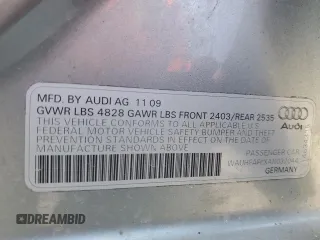 MFD. BY AUDI AG 11 09
GVWR LBS 4828 GAWR LBS FRONT 2403/REAR 2535
THIS VEHICLE CONFORMS TO ALL APPLICABLE U.S.
FEDERAL MOTOR VEHICLE SAFETY BUMPER AND THEFT
PREVENTION STANDARDS IN EFFECT ON THE DATE OF
MANUFACTURE SHOWN ABOVE.
Audi
PASSENGER CAR
GERMANY
DREAMBID